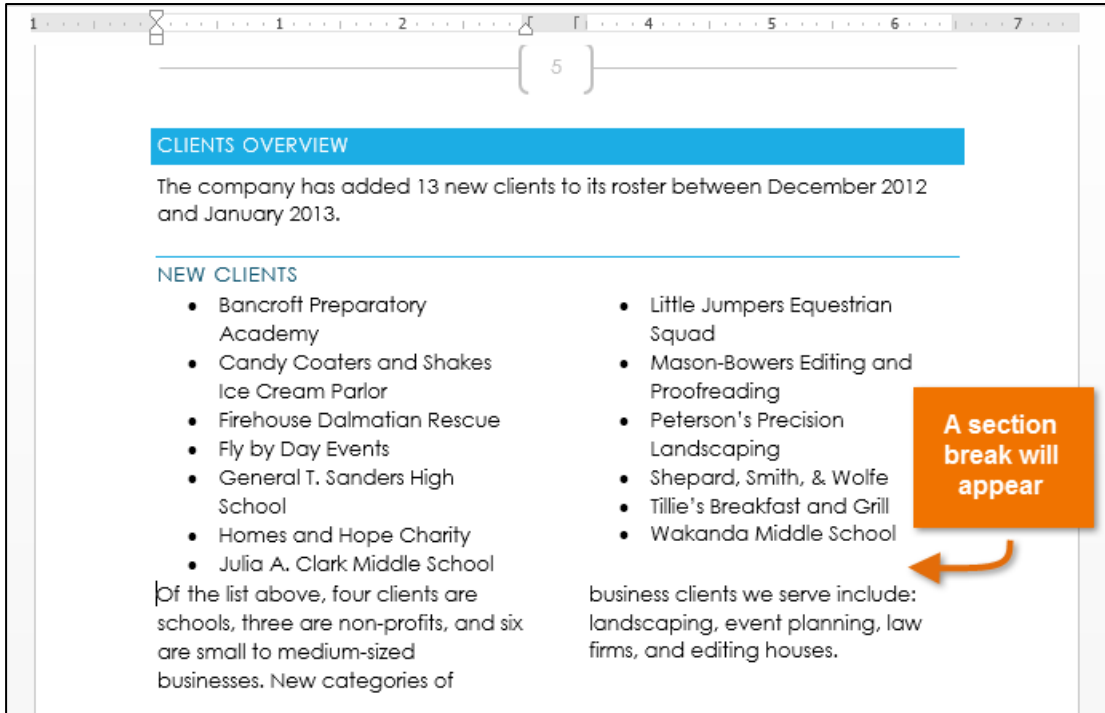 1 1 2 4 5 6 7
5
CLIENTS OVERVIEW
The company has added 13 new clients to its roster between December 2012
and January 2013.
NEW CLIENTS
• Bancroft Preparatory
Academy
• Candy Coaters and Shakes
Ice Cream Parlor
• Firehouse Dalmatian Rescue
• Fly by Day Events
• General T. Sanders High
School
• Homes and Hope Charity
• Julia A. Clark Middle School
Of the list above, four clients are
schools, three are non-profits, and six
are small to medium-sized
businesses. New categories of
• Little Jumpers Equestrian
Squad
• Mason-Bowers Editing and
Proofreading
• Peterson’s Precision
Landscaping
• Shepard, Smith, & Wolfe
• Tillie’s Breakfast and Grill
• Wakanda Middle School
business clients we serve include:
landscaping, event planning, law
firms, and editing houses.
A section
break will
appear